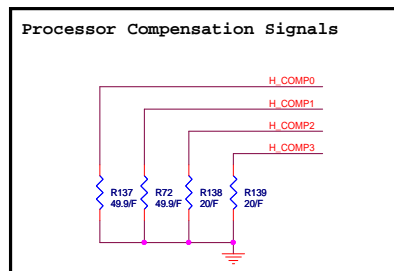 Processor Compensation Signals
H_COMP0
H_COMP1
H_COMP2
H_COMP3
R137 R72 R138 R139
49.9/F 49.9/F 20/F 20/F